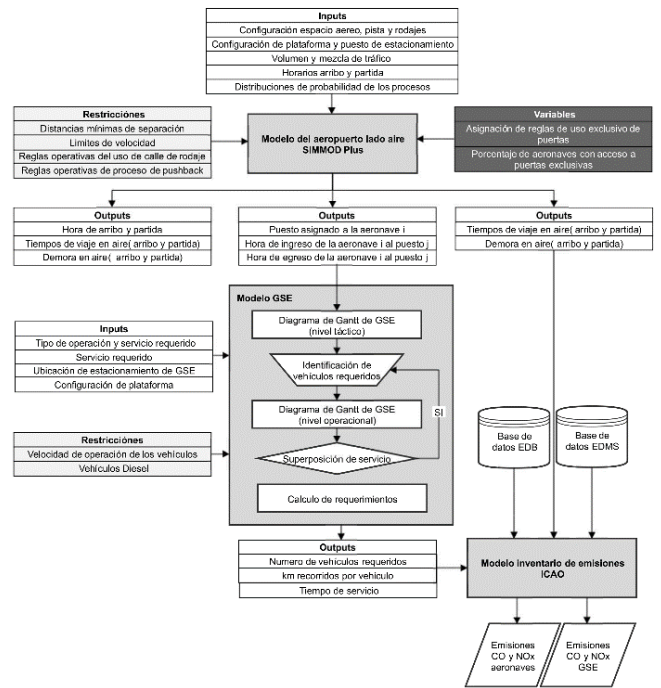 Inputs
Configuración espacio aereo, pista y rodajes
Configuración de plataforma y puesto de estacionamiento
Volumen y mezcla de tráfico
Horarios arribo y partida
Distribuciones de probabilidad de los procesos
Restricciónes
Distancias mínimas de separación
Limites de velocidad
Reglas operativas del uso de calle de rodaje
Reglas operativas de proceso de pushback
Modelo del aeropuerto lado aire
SIMMOD Plus
Variables
Asignación de reglas de uso exclusivo de
puertas
Porcentaje de aeronaves con acceso a
puertas exclusivas
Outputs
Hora de arribo y partida
Tiempos de viaje en aire( arribo y partida)
Demora en aire( arribo y partida)
Outputs
Puesto asignado a la aeronave i
Hora de ingreso de la aeronave i al puesto j
Hora de egreso de la aeronave i al puesto j
Outputs
Tiempos de viaje en aire( arribo y partida)
Demora en aire( arribo y partida)
Modelo GSE
Diagrama de Gantt de GSE
(nivel táctico)
Identificación de
vehículos requeridos
Diagrama de Gantt de GSE
(nivel operacional)
SI
Superposición de servicio
Calculo de requerimientos
Inputs
Tipo de operación y servicio requerido
Servicio requerido
Ubicación de estacionamiento de GSE
Configuración de plataforma
Restricciónes
Velocidad de operación de los vehículos
Vehículos Diesel
Base de
datos EDB
Base de
datos EDMS
Outputs
Numero de vehículos requeridos
km recorridos por vehículo
Tiempo de servicio
Modelo inventario de emisiones
ICAO
Emisiones
CO y NOx
aeronaves
Emisiones
CO y NOx
GSE